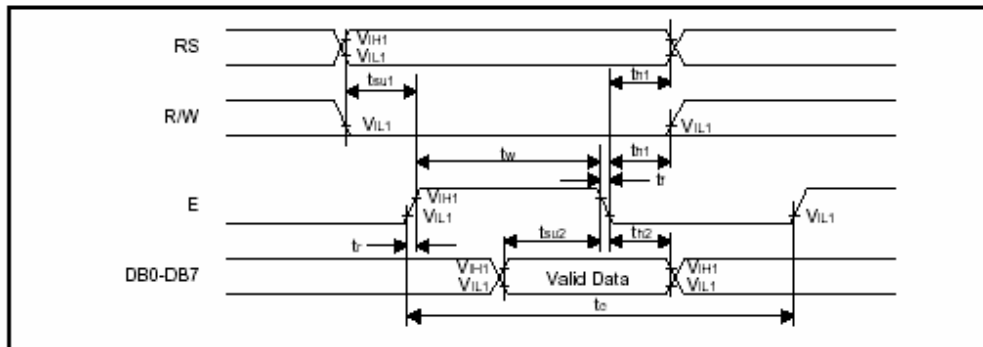 RS
VIH1
VIL1
tsu1
th1
R/W
VIL1
VIL1
tw
th1
tf
E
VIH1
VIL1
VIL1
tr
tsu2
th2
DB0-DB7
VIH1
VIL1
Valid Data
VIH1
VIL1
tc